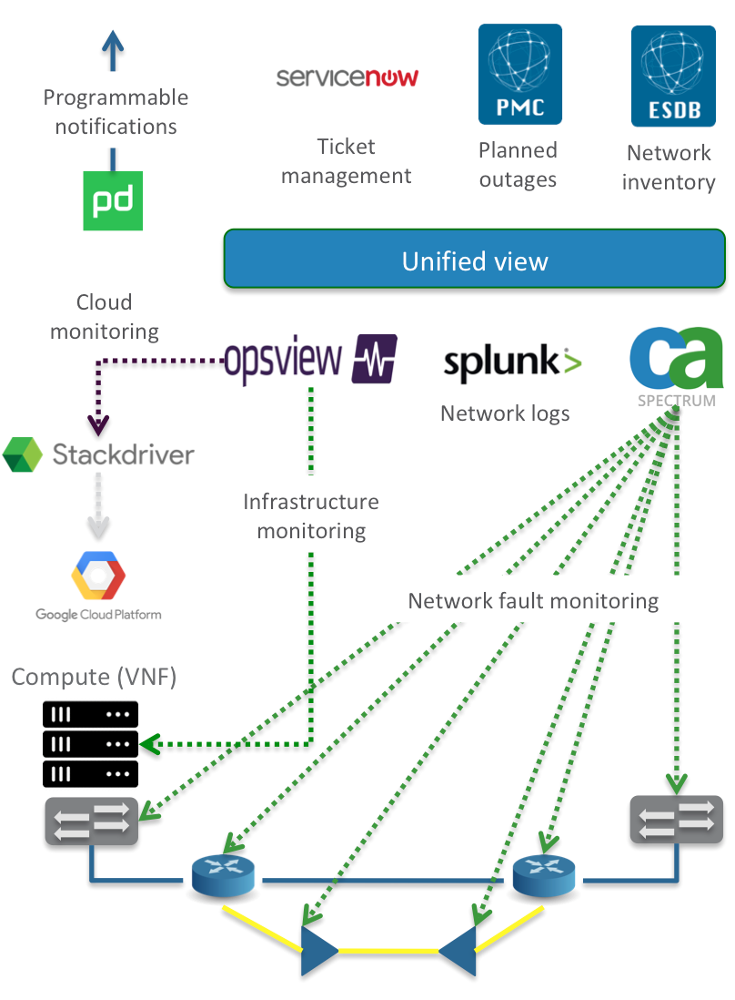 Programmable
notifications
pd
servicenow
Ticket
management
PMC
Planned
outages
ESDB
Network
inventory
Unified view
Cloud
monitoring
opsview
splunk>
Network logs
ca
SPECTRUM
Stackdriver
Infrastructure
monitoring
Google Cloud Platform
Network fault monitoring
Compute (VNF)